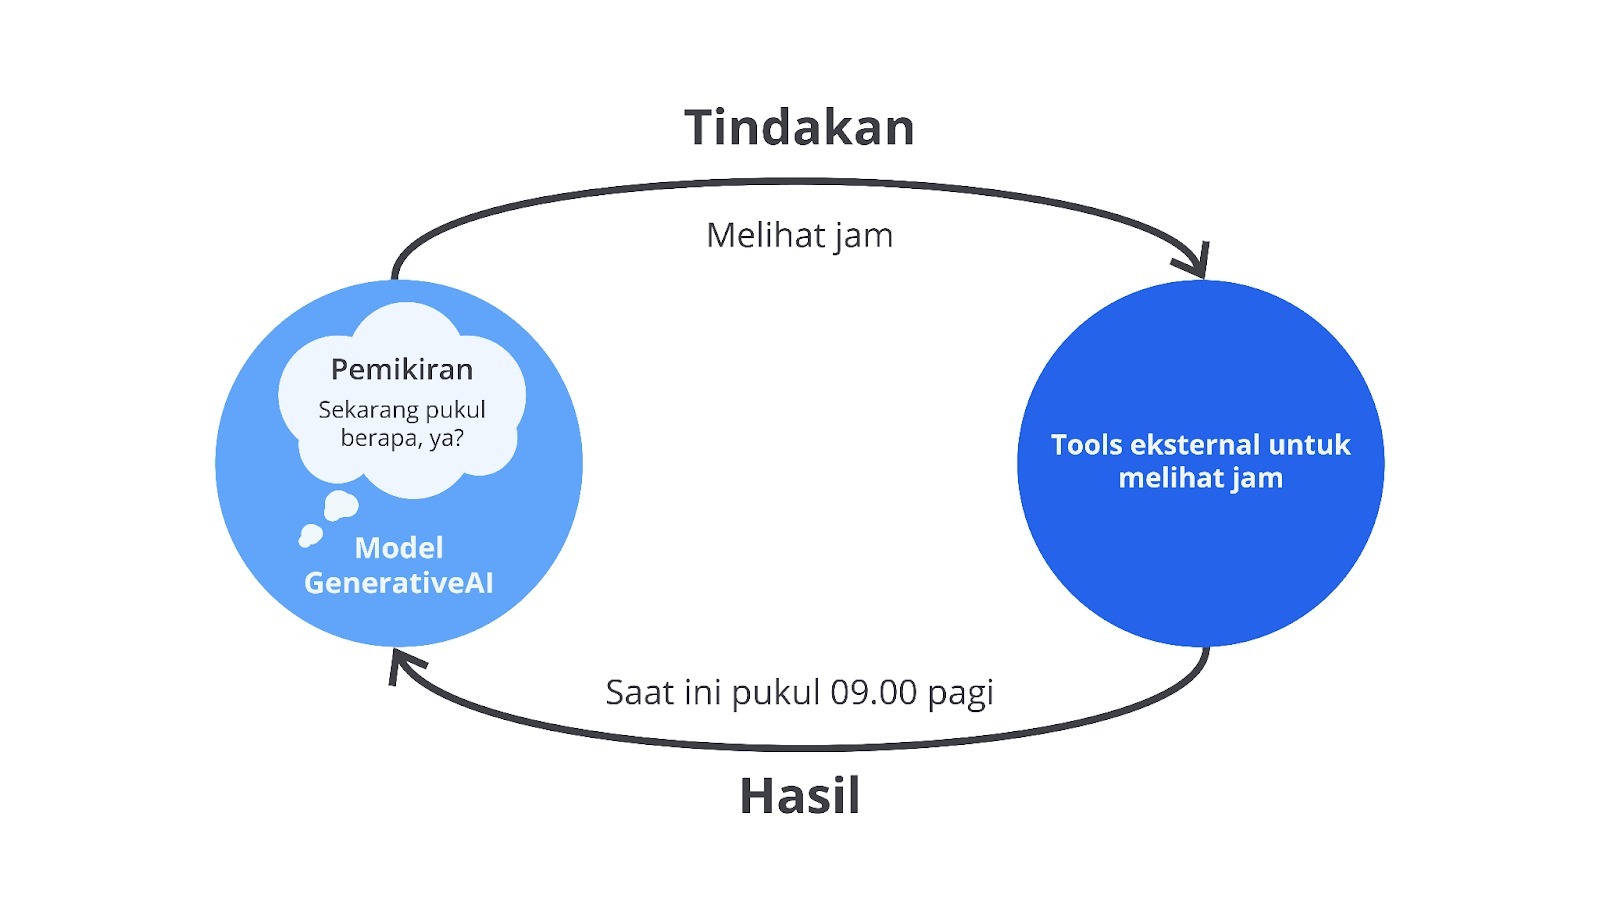 Tindakan
Melihat jam
Pemikiran
Sekarang pukul
berapa, ya?
Model
GenerativeAI
Tools eksternal untuk
melihat jam
Saat ini pukul 09.00 pagi
Hasil